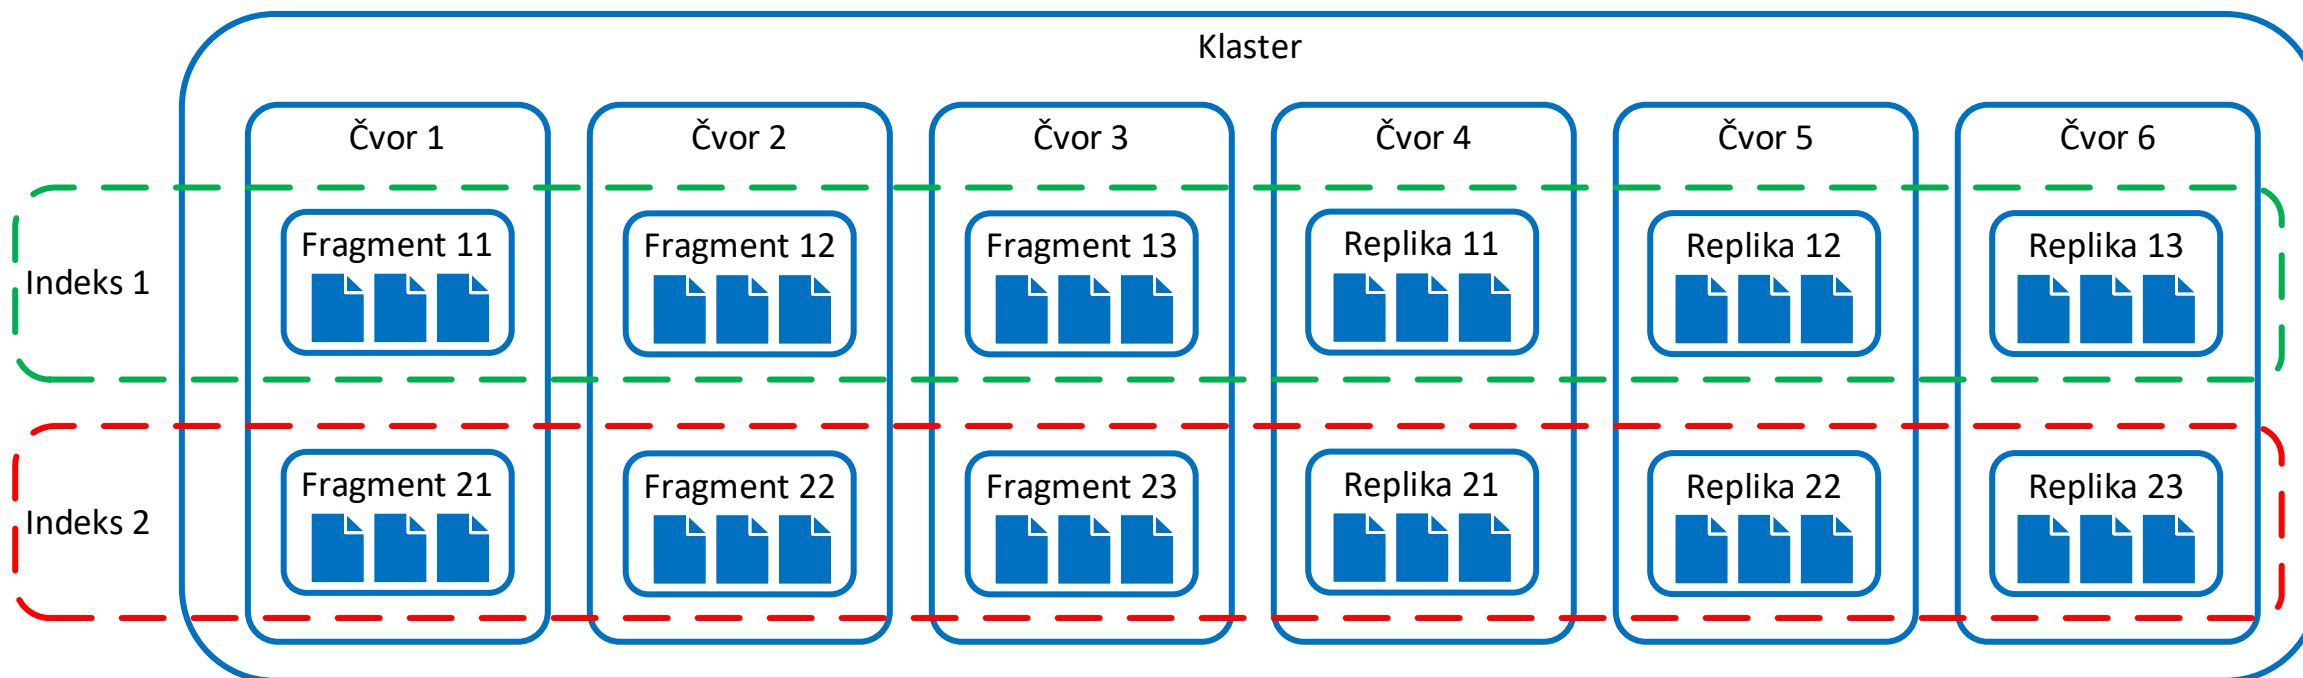 Klaster
Čvor 1
Čvor 2
Čvor 3
Čvor 4
Čvor 5
Čvor 6
Indeks 1
Fragment 11
Fragment 12
Fragment 13
Replika 11
Replika 12
Replika 13
Indeks 2
Fragment 21
Fragment 22
Fragment 23
Replika 21
Replika 22
Replika 23